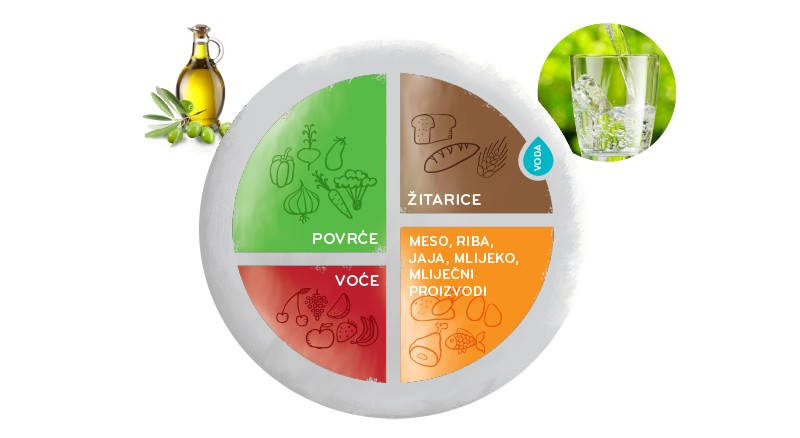 VODA
ŽITARICE
POVRĆE
MESO, RIBA,
JAJA, MLIJEKO,
MLIJEČNI
PROIZVODI
VOĆE